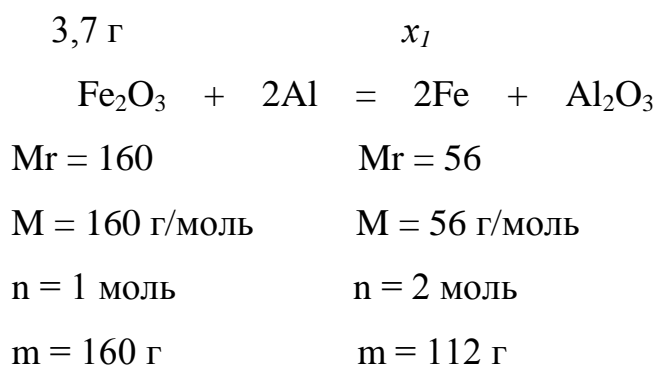 3,7 г x₁
Fe₂O₃ + 2Al = 2Fe + Al₂O₃
Mr = 160 Mr = 56
M = 160 г/моль M = 56 г/моль
n = 1 моль n = 2 моль
m = 160 г m = 112 г